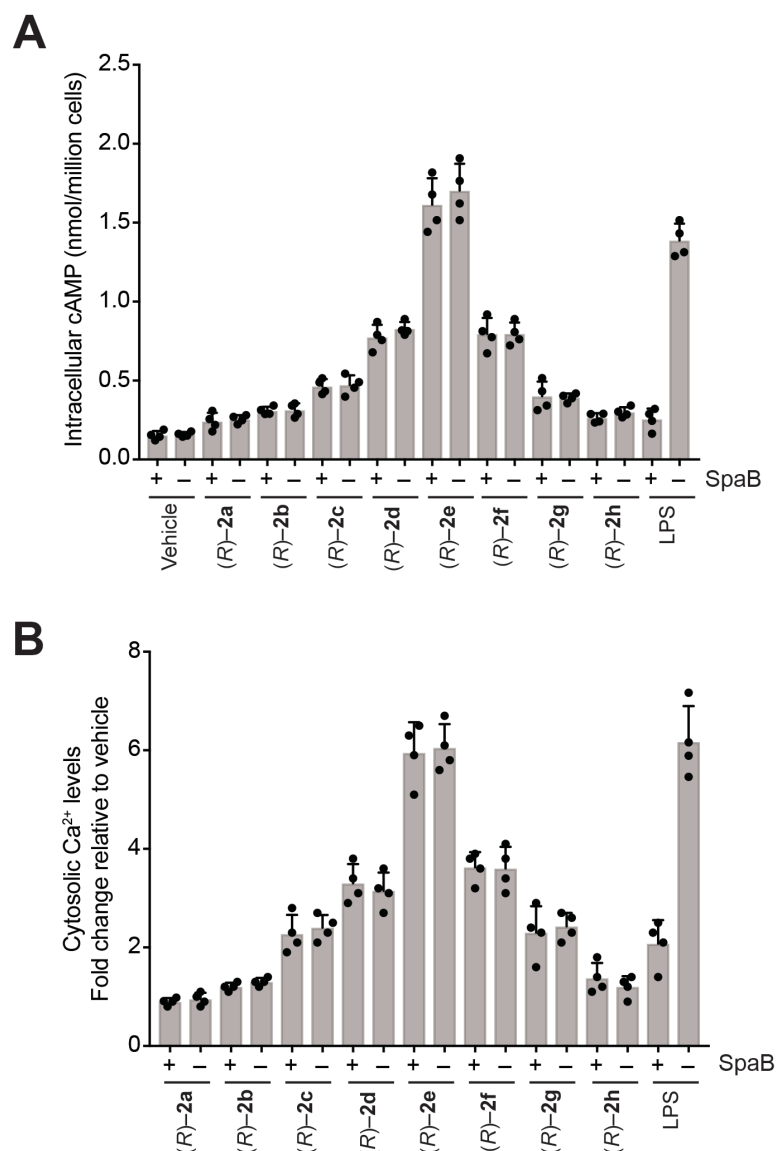 A
Intracellular cAMP (nmol/million cells)
2.5
2.0
1.5
1.0
0.5
0.0
+ – + – + – + – + – + – + – + – + – + – SpaB
Vehicle (R)–2a (R)–2b (R)–2c (R)–2d (R)–2e (R)–2f (R)–2g (R)–2h LPS
B
Cytosolic Ca²⁺ levels
Fold change relative to vehicle
8
6
4
2
0
+ – + – + – + – + – + – + – + – + – SpaB
(R)–2a (R)–2b (R)–2c (R)–2d (R)–2e (R)–2f (R)–2g (R)–2h LPS